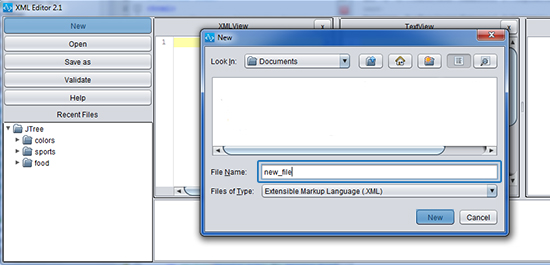 XML Editor 2.1
New
Open
Save as
Validate
Help
Recent Files
JTree
colors
sports
food
XMLView
x
TextView
x
1
New
Look In:
Documents
File Name:
new_file
Files of Type:
Extensible Markup Language (.XML)
New
Cancel